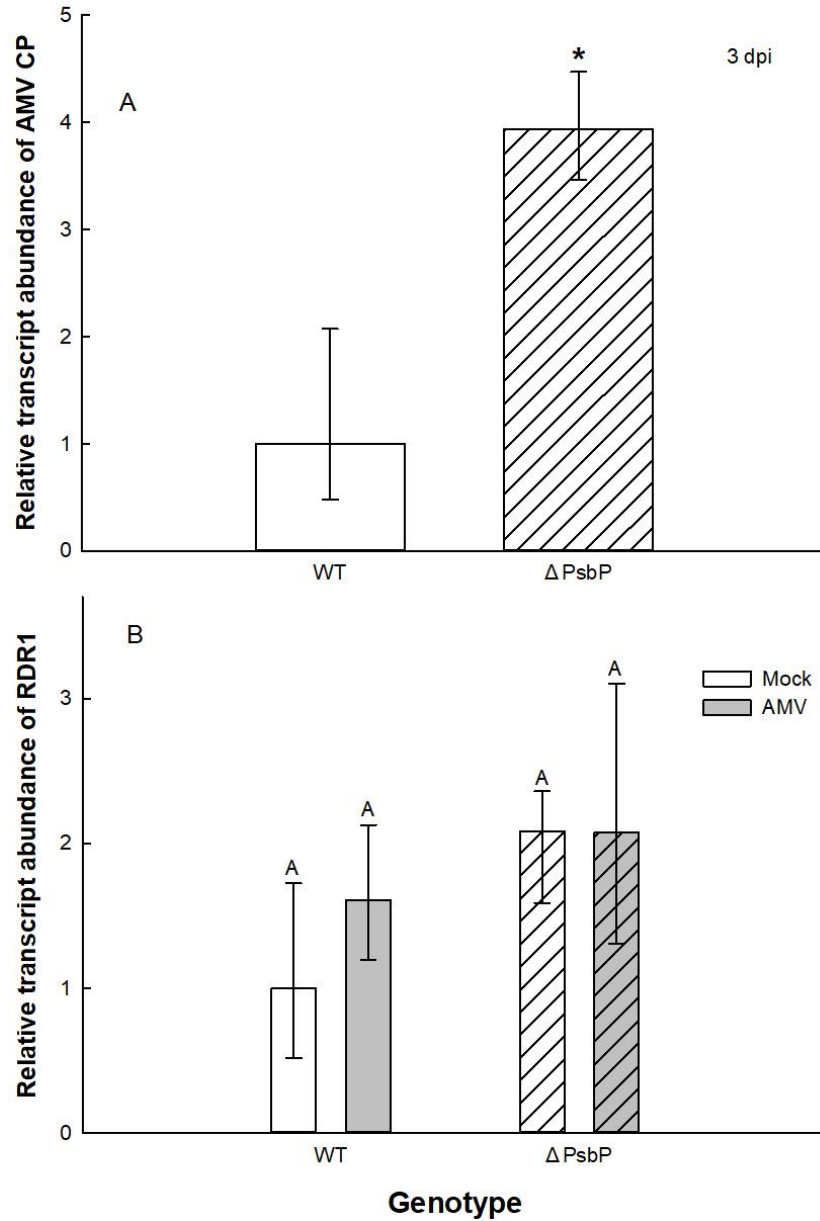 Relative transcript abundance of AMV CP
5
4
3
2
1
0
A
*
3 dpi
WT
Δ PsbP
Relative transcript abundance of RDR1
3
2
1
0
B
A
A
A
A
Mock
AMV
WT
Δ PsbP
Genotype